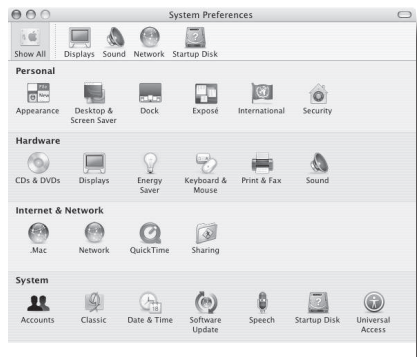 System Preferences
Show All Displays Sound Network Startup Disk
Personal
Appearance Desktop & Screen Saver Dock Exposé International Security
Hardware
CDs & DVDs Displays Energy Saver Keyboard & Mouse Print & Fax Sound
Internet & Network
.Mac Network QuickTime Sharing
System
Accounts Classic Date & Time Software Update Speech Startup Disk Universal Access